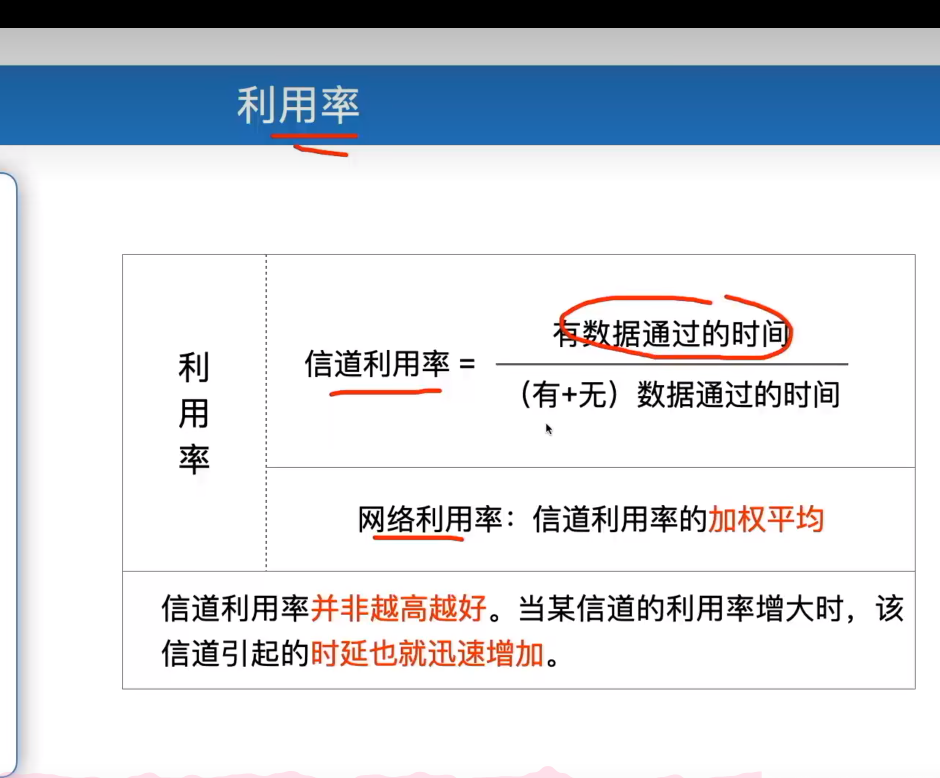 利用率
利
用
率
信道利用率 =
有数据通过的时间
（有+无）数据通过的时间
网络利用率：信道利用率的加权平均
信道利用率并非越高越好。当某信道的利用率增大时，该
信道引起的时延也就迅速增加。